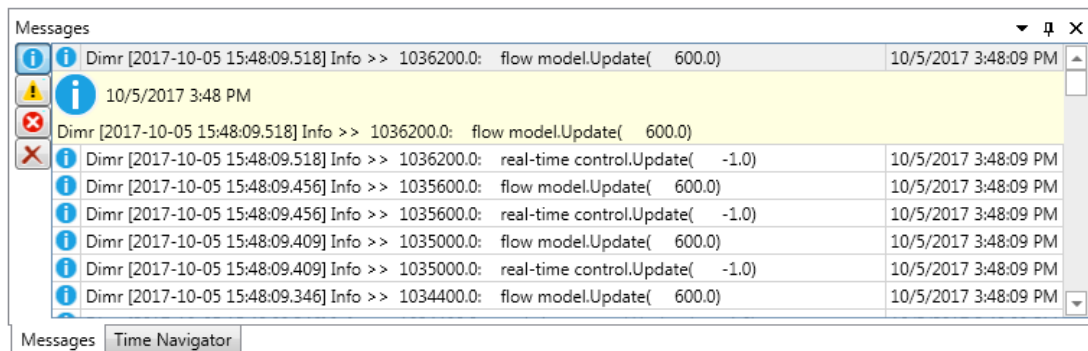 Messages
Dimr [2017-10-05 15:48:09.518] Info >> 1036200.0: flow model.Update( 600.0) 10/5/2017 3:48:09 PM
10/5/2017 3:48 PM
Dimr [2017-10-05 15:48:09.518] Info >> 1036200.0: flow model.Update( 600.0)
Dimr [2017-10-05 15:48:09.518] Info >> 1036200.0: real-time control.Update( -1.0) 10/5/2017 3:48:09 PM
Dimr [2017-10-05 15:48:09.456] Info >> 1035600.0: flow model.Update( 600.0) 10/5/2017 3:48:09 PM
Dimr [2017-10-05 15:48:09.456] Info >> 1035600.0: real-time control.Update( -1.0) 10/5/2017 3:48:09 PM
Dimr [2017-10-05 15:48:09.409] Info >> 1035000.0: flow model.Update( 600.0) 10/5/2017 3:48:09 PM
Dimr [2017-10-05 15:48:09.409] Info >> 1035000.0: real-time control.Update( -1.0) 10/5/2017 3:48:09 PM
Dimr [2017-10-05 15:48:09.346] Info >> 1034400.0: flow model.Update( 600.0) 10/5/2017 3:48:09 PM
Messages Time Navigator